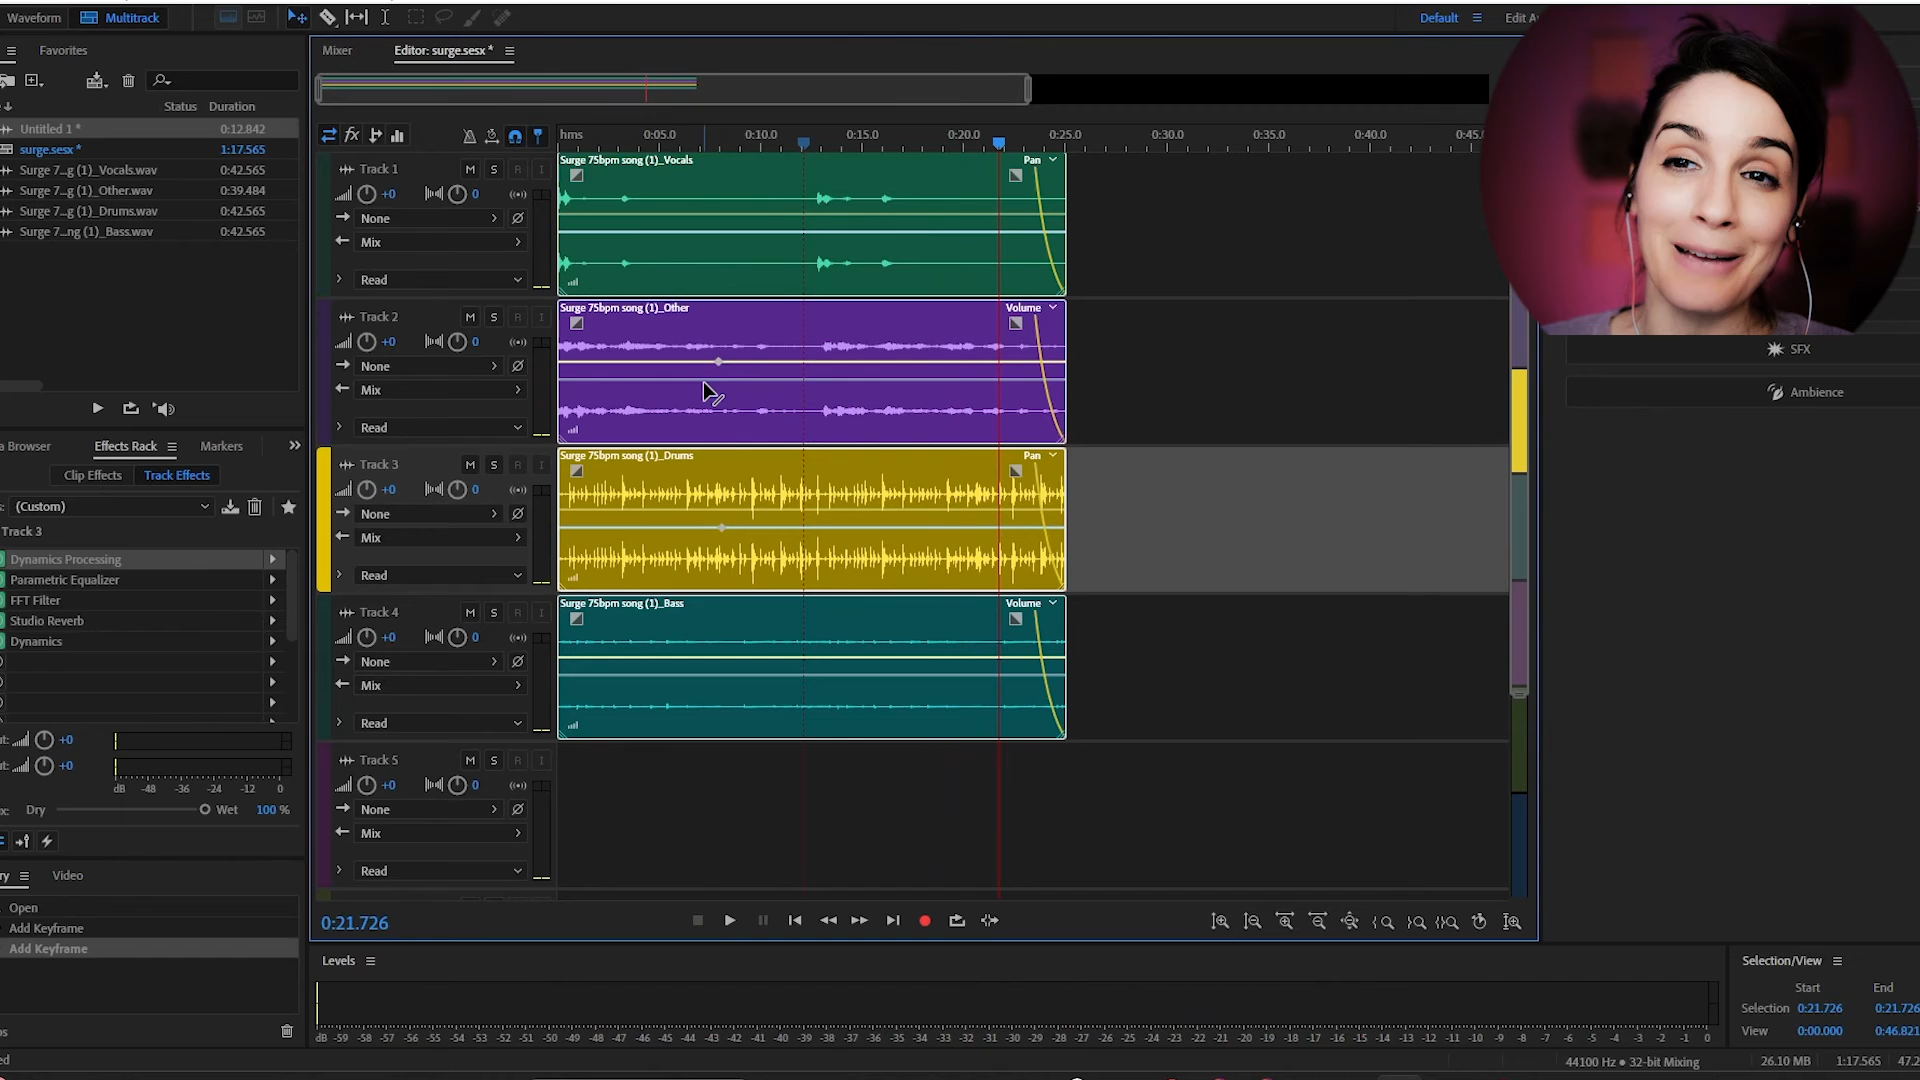 Waveform Multitrack Default Edit A
Favorites Mixer Editor: surge.sesx *
Status Duration
Untitled 1 * 0:12.842
surge.sesx * 1:17.565
Surge 7...g (1)_Vocals.wav 0:42.565
Surge 7...g (1)_Other.wav 0:39.484
Surge 7...g (1)_Drums.wav 0:42.565
Surge 7...ng (1)_Bass.wav 0:42.565
fx hms 0:05.0 0:10.0 0:15.0 0:20.0 0:25.0 0:30.0 0:35.0 0:40.0 0:45.
Track 1 M S R I
+0 0
None
Mix
Read
Surge 75bpm song (1)_Vocals Pan
Track 2 M S R I
+0 0
None
Mix
Read
Surge 75bpm song (1)_Other Volume
Track 3 M S R I
+0 0
None
Mix
Read
Surge 75bpm song (1)_Drums Pan
Track 4 M S R I
+0 0
None
Mix
Read
Surge 75bpm song (1)_Bass Volume
Track 5 M S R I
+0 0
None
Mix
Read
SFX
Ambience
a Browser Effects Rack Markers
Clip Effects Track Effects
s: (Custom)
Track 3
Dynamics Processing
Parametric Equalizer
FFT Filter
Studio Reverb
Dynamics
ut: +0
ut: +0
dB -48 -36 -24 -12 0
x: Dry Wet 100 %
ry Video
Open
Add Keyframe
Add Keyframe
os
ed
0:21.726
Levels
dB -59 -58 -57 -56 -55 -54 -53 -52 -51 -50 -49 -48 -47 -46 -45 -44 -43 -42 -41 -40 -39 -38 -37 -36 -35 -34 -33 -32 -31 -30 -29 -28 -27 -26 -25 -24 -23 -22 -21 -20 -19 -18 -17 -16 -15 -14 -13 -12 -11 -10 -9 -8 -7 -6 -5 -4 -3 -2 -1 0
Selection/View
Start End
Selection 0:21.726 0:21.726
View 0:00.000 0:46.821
44100 Hz • 32-bit Mixing 26.10 MB 1:17.565 47.2